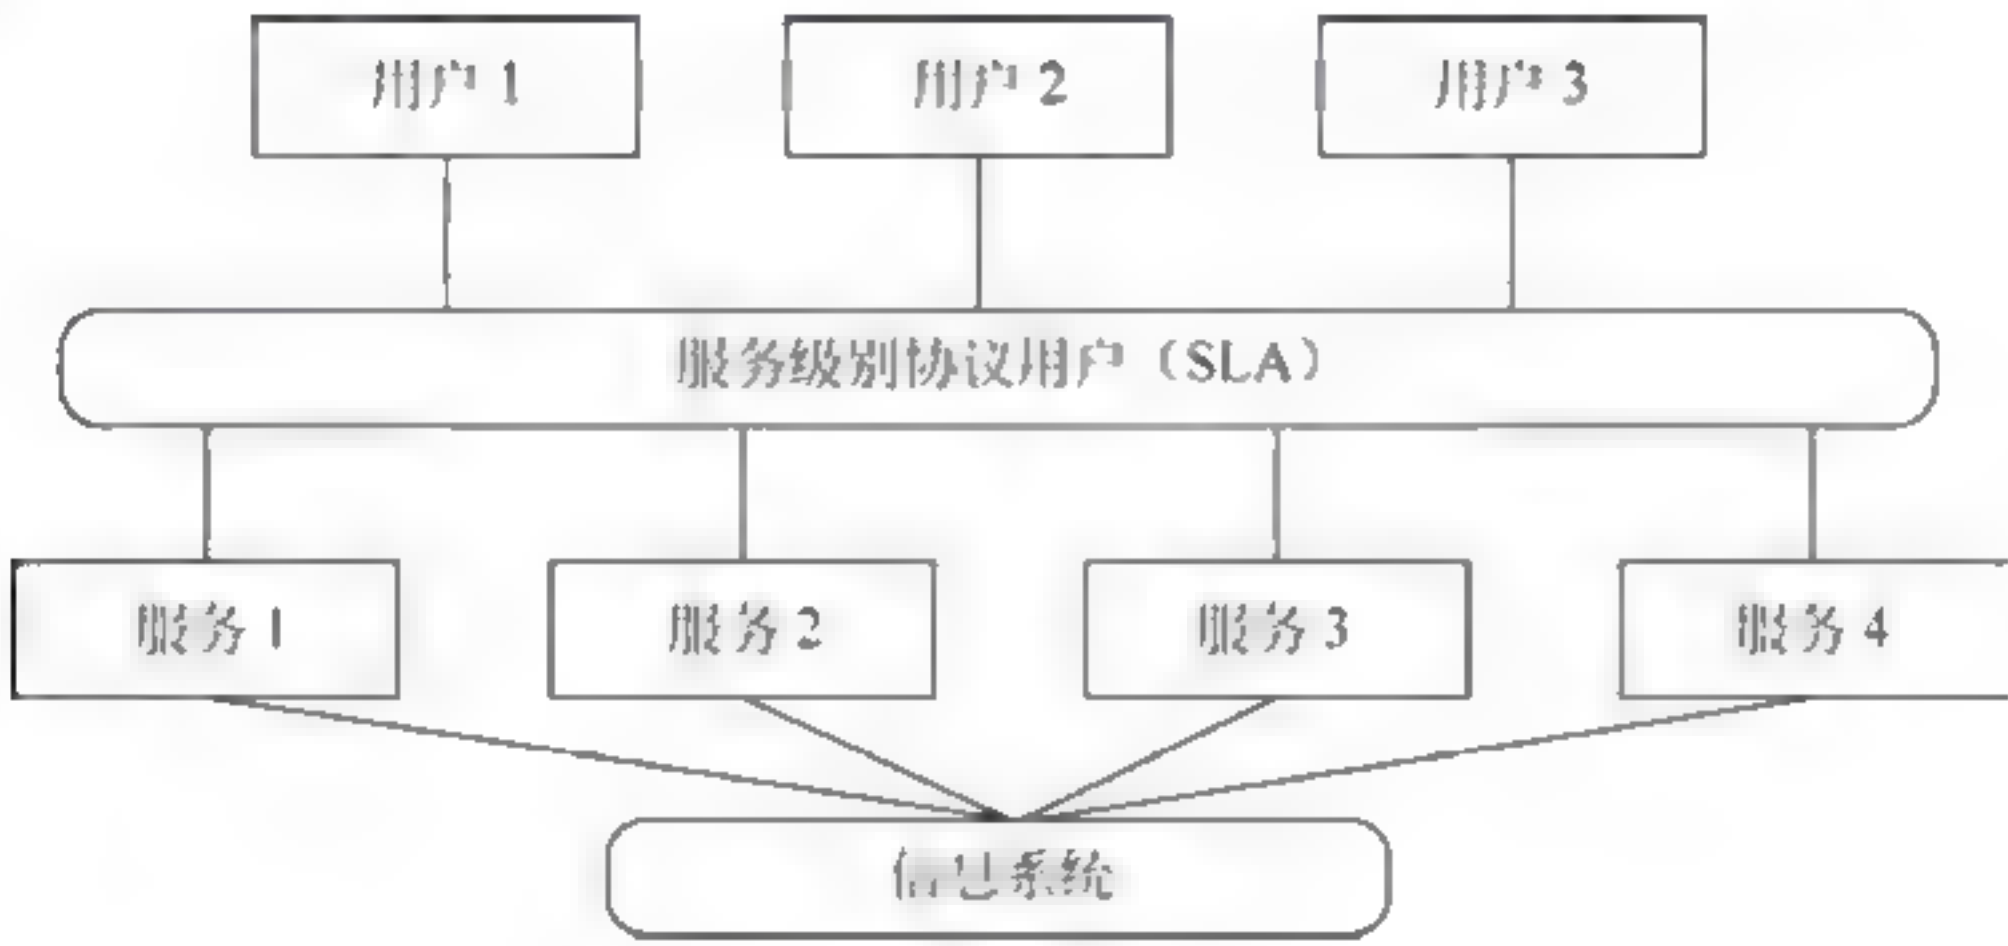 用户 1
用户 2
用户 3
服务级别协议用户（SLA）
服务 1
服务 2
服务 3
服务 4
信息系统